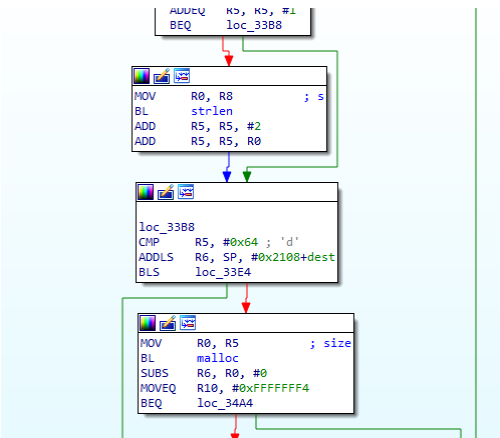 ADDEQ R5, R5, #1
BEQ loc_33B8
MOV R0, R8 ; s
BL strlen
ADD R5, R5, #2
ADD R5, R5, R0
loc_33B8
CMP R5, #0x64 ; 'd'
ADDLS R6, SP, #0x2108+dest
BLS loc_33E4
MOV R0, R5 ; size
BL malloc
SUBS R6, R0, #0
MOVEQ R10, #0xFFFFFFF4
BEQ loc_34A4